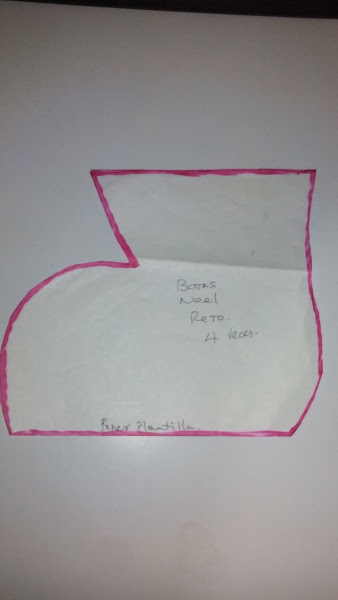 Botas
Noel
Reto.
4 veces.
Poner Plantilla.